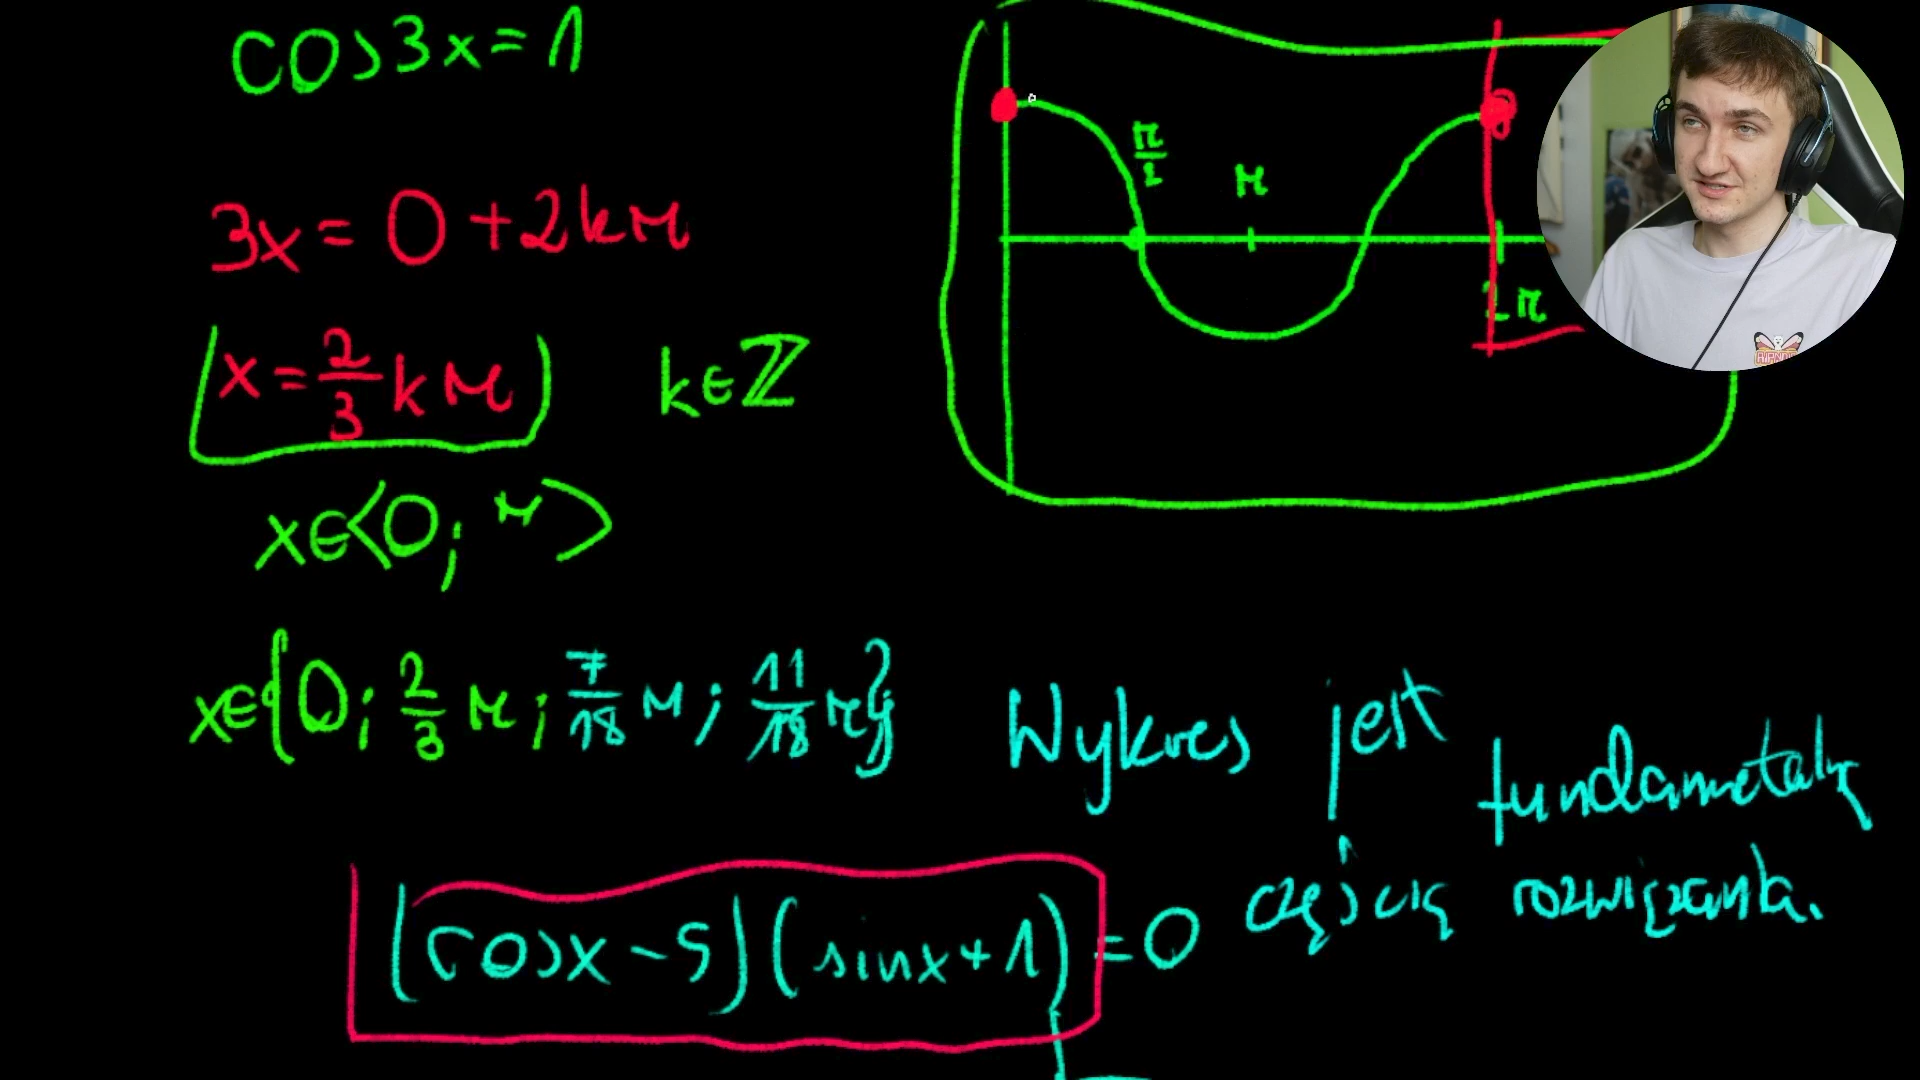 cos3x=1
3x=0+2kπ
x=2/3kπ k∈ℤ
x∈<0;π>
x∈{0;2/3π;7/18π;11/18π}
π/2
π
2π
Wykres jest
fundametalną
częścią rozwiązania.
(cosx-5)(sinx+1)=0